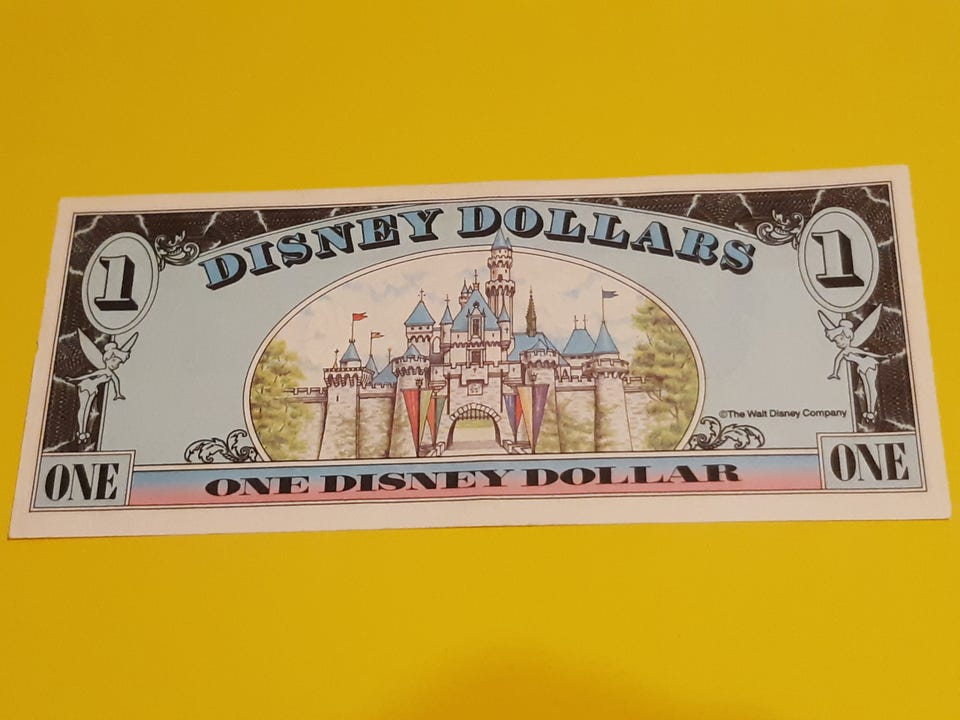 DISNEY DOLLARS
1
1
©The Walt Disney Company
ONE
ONE DISNEY DOLLAR
ONE